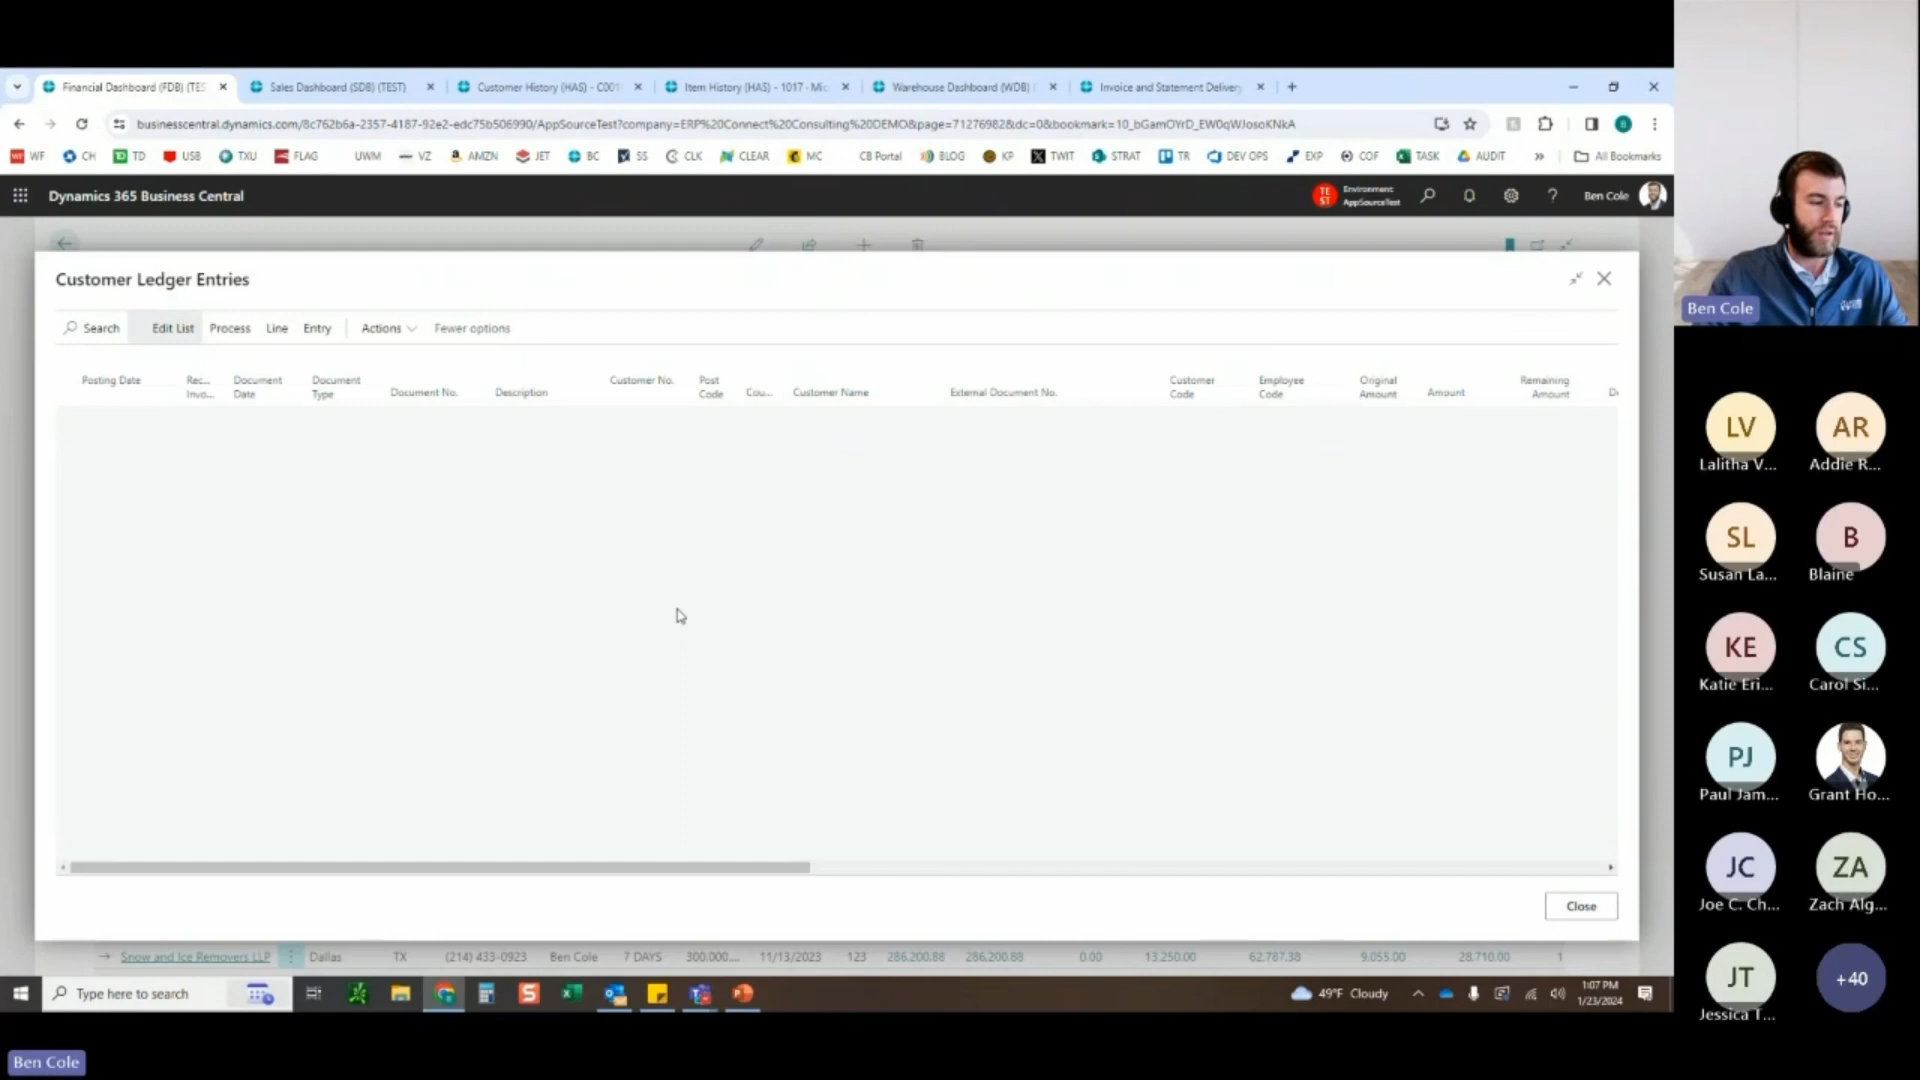 Financial Dashboard (FDB) (TES
Sales Dashboard (SDB) (TEST)
Customer History (HAS) - C001
Item History (HAS) - 1017 - Mic
Warehouse Dashboard (WDB) (
Invoice and Statement Delivery
businesscentral.dynamics.com/8c762b6a-2357-4187-92e2-edc75b506990/AppSourceTest?company=ERP%20Connect%20Consulting%20DEMO&page=71276982&dc=0&bookmark=10_bGamOYrD_EW0qWJosoKNkA
WF CH TD USB TXU FLAG UWM VZ AMZN JET BC SS CLK CLEAR MC CB Portal BLOG KP TWIT STRAT TR DEV OPS EXP COF TASK AUDIT » All Bookmarks
Dynamics 365 Business Central
TE ST
Environment:
AppSourceTest
Ben Cole
Customer Ledger Entries
Search Edit List Process Line Entry Actions Fewer options
Posting Date
Rec... Invo...
Document Date
Document Type
Document No.
Description
Customer No.
Post Code
Cou...
Customer Name
External Document No.
Customer Code
Employee Code
Original Amount
Amount
Remaining Amount
Close
Snow and Ice Removers LLP Dallas TX (214) 433-0923 Ben Cole 7 DAYS 300.000.... 11/13/2023 123 286,200.88 286,200.88 0.00 13,250.00 62,787.38 9,055.00 28,710.00 1
Type here to search
49°F Cloudy
1:07 PM
1/23/2024
Ben Cole
LV
Lalitha V...
AR
Addie R...
SL
Susan La...
B
Blaine
KE
Katie Eri...
CS
Carol Si...
PJ
Paul Jam...
Grant Ho...
JC
Joe C. Ch...
ZA
Zach Alg...
JT
Jessica T...
+40
Ben Cole